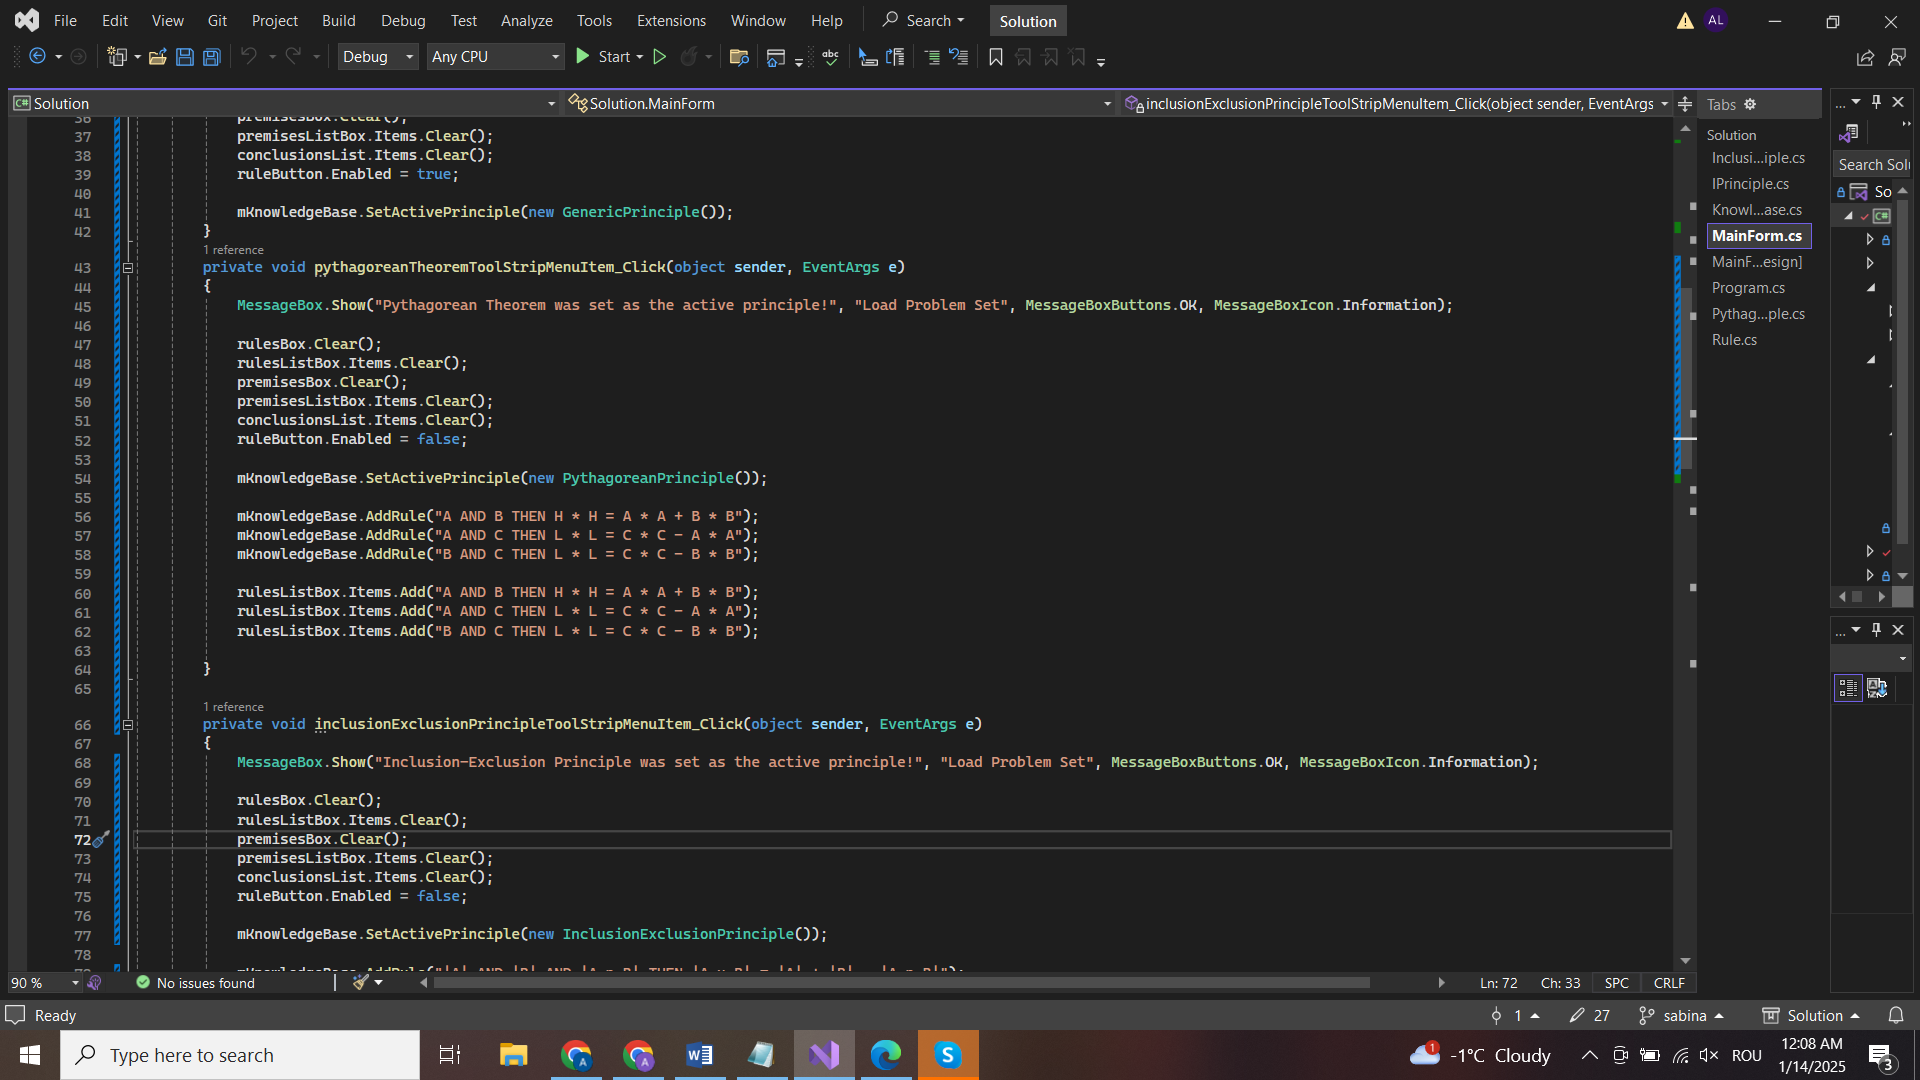 File Edit View Git Project Build Debug Test Analyze Tools Extensions Window Help Search Solution AL
Debug Any CPU Start abc
C# Solution Solution.MainForm inclusionExclusionPrincipleToolStripMenuItem_Click(object sender, EventArgs
36 premisesBox.Clear();
37 premisesListBox.Items.Clear();
38 conclusionsList.Items.Clear();
39 ruleButton.Enabled = true;
40
41 mKnowledgeBase.SetActivePrinciple(new GenericPrinciple());
42 }
1 reference
43 private void pythagoreanTheoremToolStripMenuItem_Click(object sender, EventArgs e)
44 {
45 MessageBox.Show("Pythagorean Theorem was set as the active principle!", "Load Problem Set", MessageBoxButtons.OK, MessageBoxIcon.Information);
46
47 rulesBox.Clear();
48 rulesListBox.Items.Clear();
49 premisesBox.Clear();
50 premisesListBox.Items.Clear();
51 conclusionsList.Items.Clear();
52 ruleButton.Enabled = false;
53
54 mKnowledgeBase.SetActivePrinciple(new PythagoreanPrinciple());
55
56 mKnowledgeBase.AddRule("A AND B THEN H * H = A * A + B * B");
57 mKnowledgeBase.AddRule("A AND C THEN L * L = C * C - A * A");
58 mKnowledgeBase.AddRule("B AND C THEN L * L = C * C - B * B");
59
60 rulesListBox.Items.Add("A AND B THEN H * H = A * A + B * B");
61 rulesListBox.Items.Add("A AND C THEN L * L = C * C - A * A");
62 rulesListBox.Items.Add("B AND C THEN L * L = C * C - B * B");
63
64 }
65
1 reference
66 private void inclusionExclusionPrincipleToolStripMenuItem_Click(object sender, EventArgs e)
67 {
68 MessageBox.Show("Inclusion-Exclusion Principle was set as the active principle!", "Load Problem Set", MessageBoxButtons.OK, MessageBoxIcon.Information);
69
70 rulesBox.Clear();
71 rulesListBox.Items.Clear();
72 premisesBox.Clear();
73 premisesListBox.Items.Clear();
74 conclusionsList.Items.Clear();
75 ruleButton.Enabled = false;
76
77 mKnowledgeBase.SetActivePrinciple(new InclusionExclusionPrinciple());
78
Tabs
Solution
Inclusi...iple.cs
IPrinciple.cs
Knowl...ase.cs
MainForm.cs
MainF...esign]
Program.cs
Pythag...ple.cs
Rule.cs
...
Search Sol
So
C#
...
90 % No issues found Ln: 72 Ch: 33 SPC CRLF
Ready 1 27 sabina Solution
Type here to search -1°C Cloudy ROU 12:08 AM
1/14/2025 3